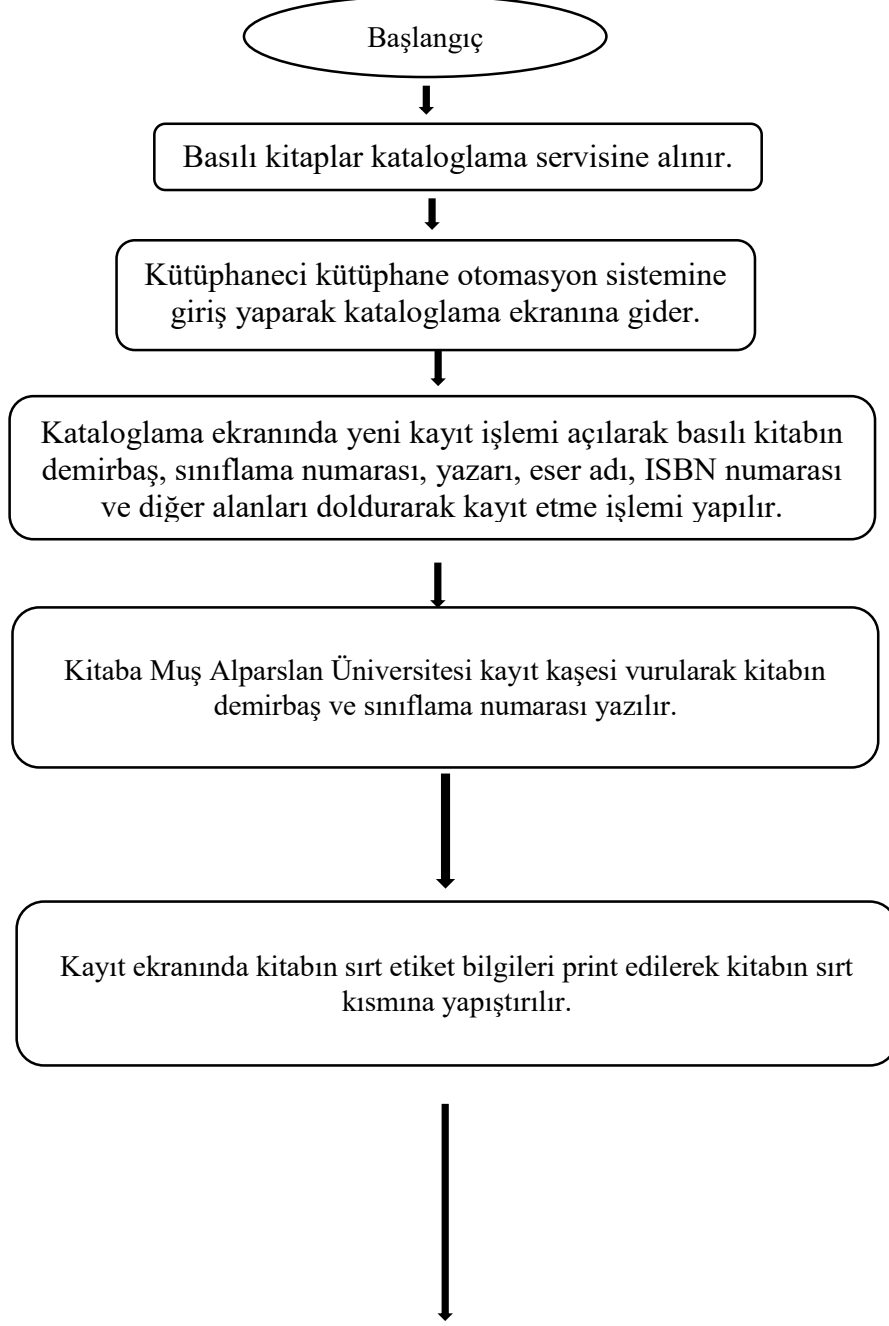 Başlangıç
Basılı kitaplar kataloglama servisine alınır.
Kütüphaneci kütüphane otomasyon sistemine
giriş yaparak kataloglama ekranına gider.
Kataloglama ekranında yeni kayıt işlemi açılarak basılı kitabın
demirbaş, sınıflama numarası, yazarı, eser adı, ISBN numarası
ve diğer alanları doldurarak kayıt etme işlemi yapılır.
Kitaba Muş Alparslan Üniversitesi kayıt kaşesi vurularak kitabın
demirbaş ve sınıflama numarası yazılır.
Kayıt ekranında kitabın sırt etiket bilgileri print edilerek kitabın sırt
kısmına yapıştırılır.